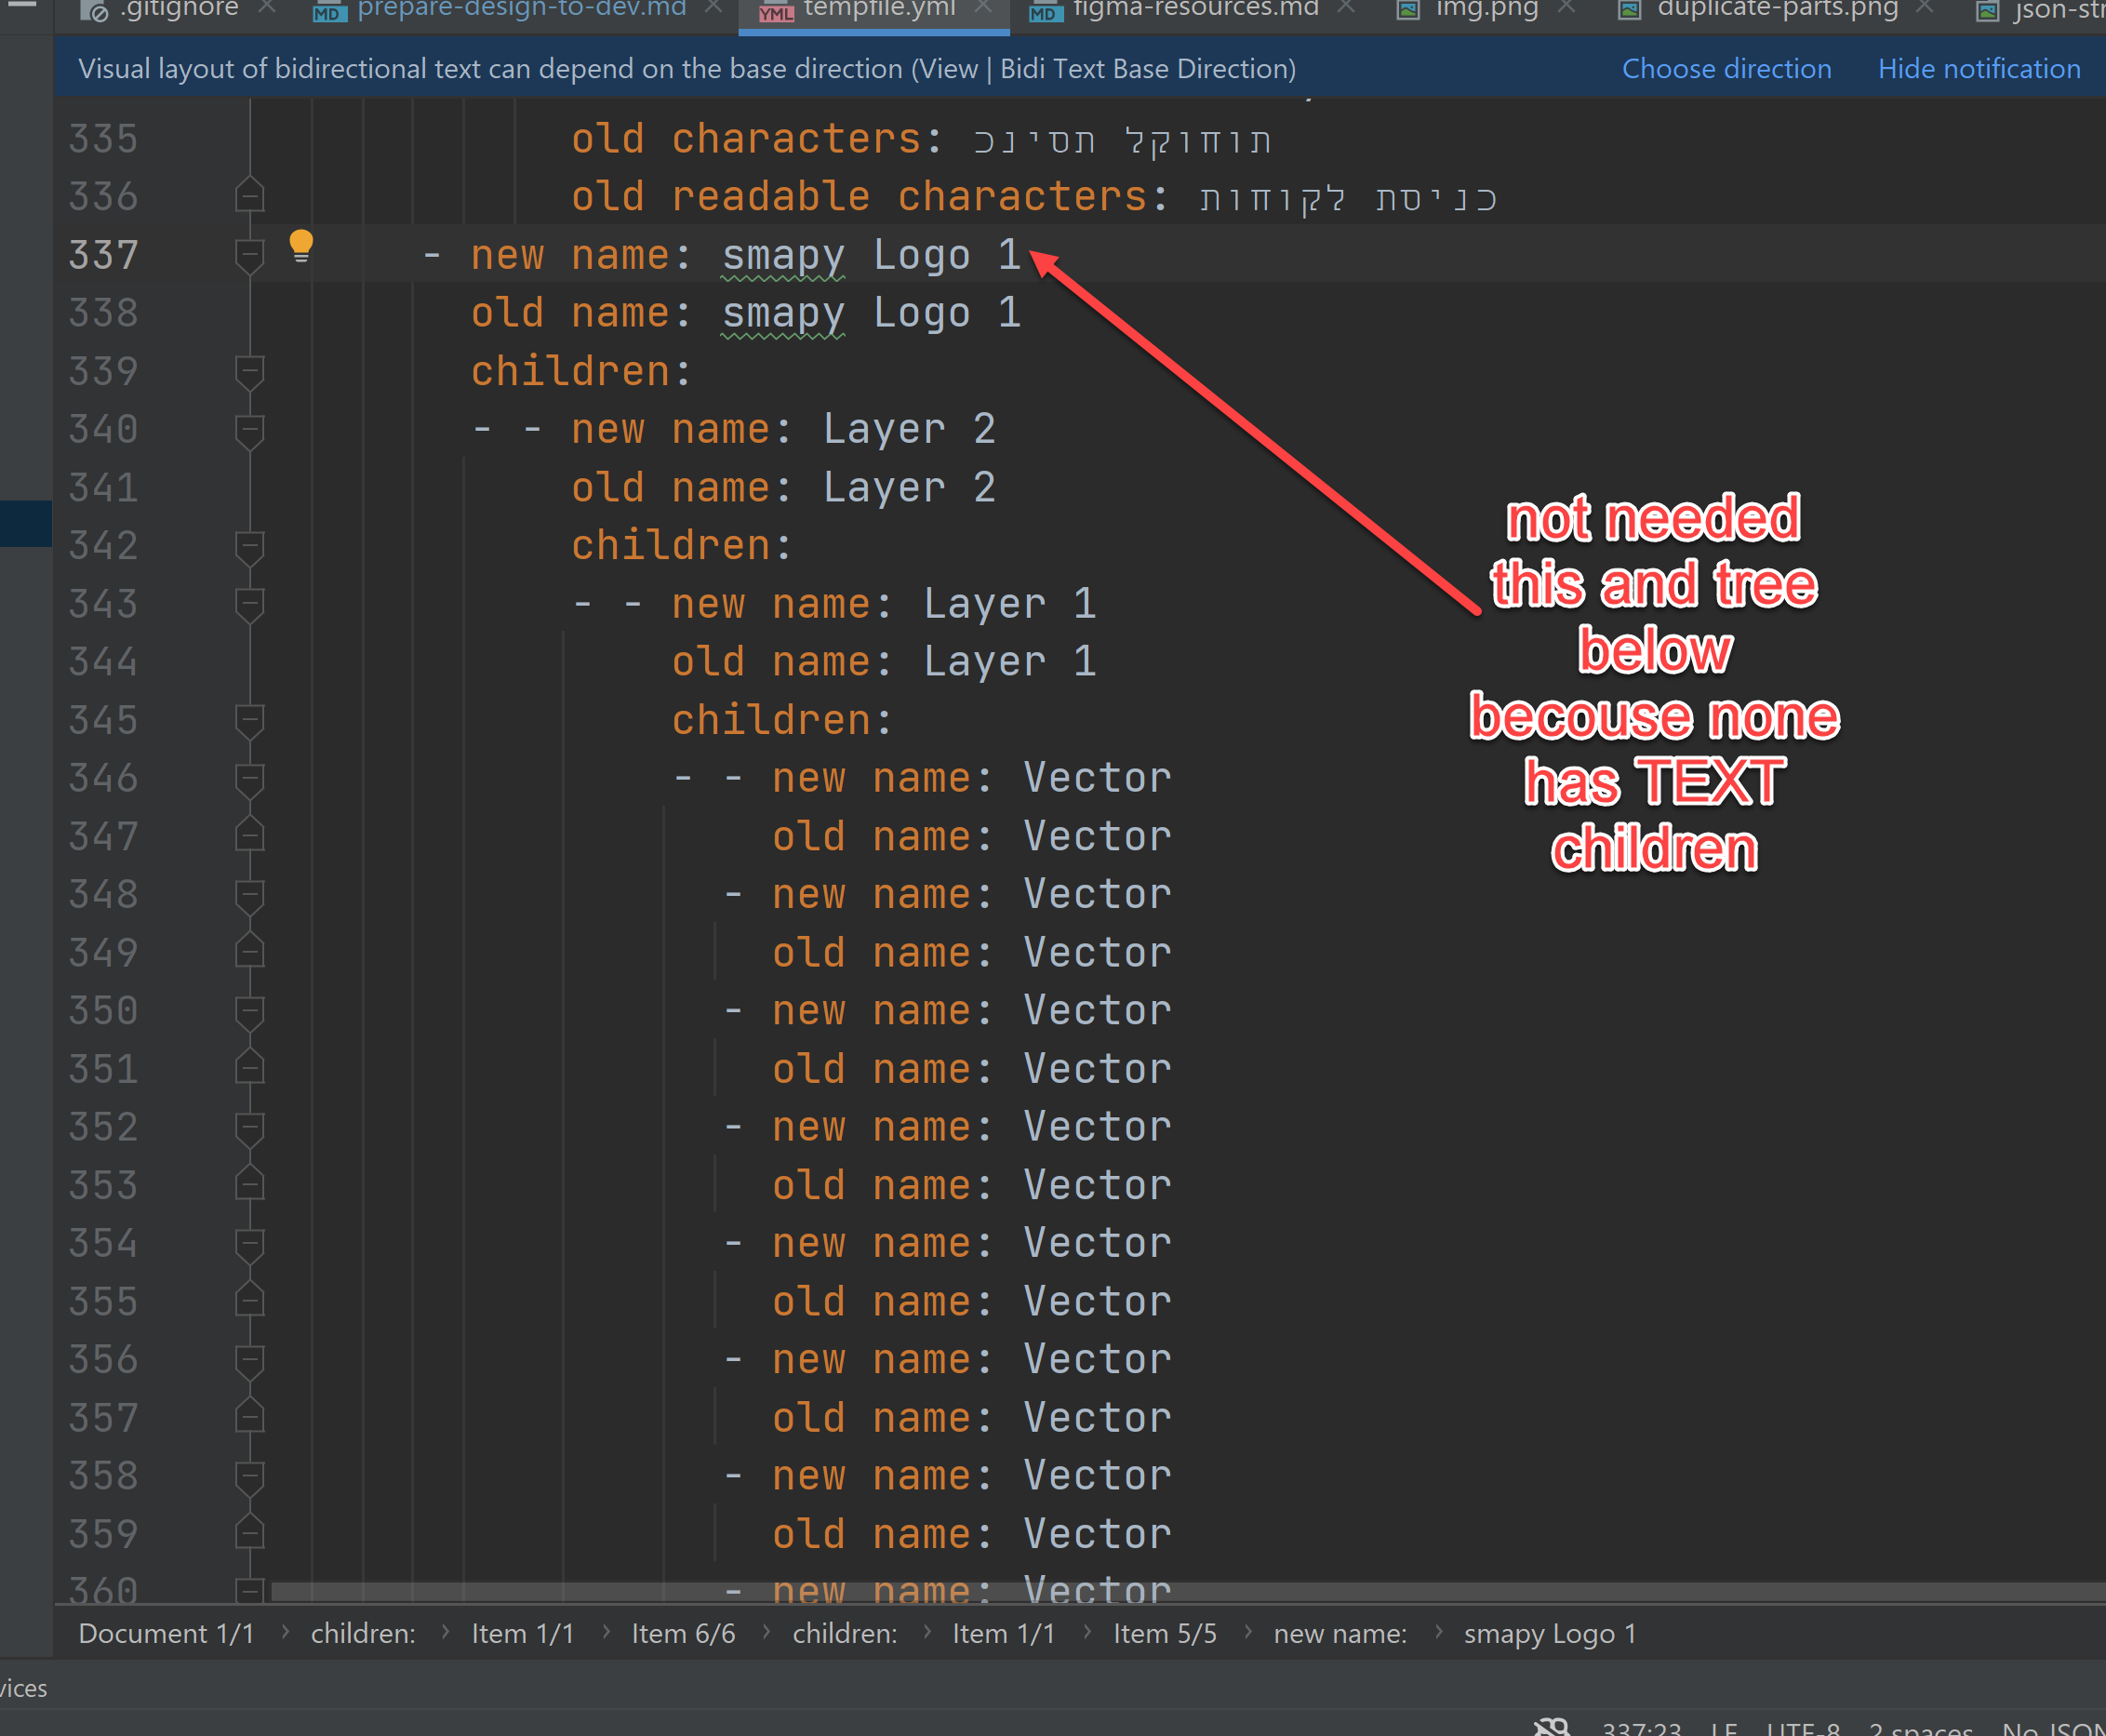 .gitignore prepare-design-to-dev.md tempfile.yml figma-resources.md img.png duplicate-parts.png json-str
Visual layout of bidirectional text can depend on the base direction (View | Bidi Text Base Direction) Choose direction Hide notification
335 old characters: תוחוקל תסינכ
336 old readable characters: כניסת לקוחות
337 - new name: smapy Logo 1
338 old name: smapy Logo 1
339 children:
340 - - new name: Layer 2
341 old name: Layer 2
342 children:
343 - - new name: Layer 1
344 old name: Layer 1
345 children:
346 - - new name: Vector
347 old name: Vector
348 - new name: Vector
349 old name: Vector
350 - new name: Vector
351 old name: Vector
352 - new name: Vector
353 old name: Vector
354 - new name: Vector
355 old name: Vector
356 - new name: Vector
357 old name: Vector
358 - new name: Vector
359 old name: Vector
360 - new name: Vector
not needed
this and tree
below
becouse none
has TEXT
children
Document 1/1 › children: › Item 1/1 › Item 6/6 › children: › Item 1/1 › Item 5/5 › new name: › smapy Logo 1
vices
337:23 LF UTF-8 2 spaces No JSON